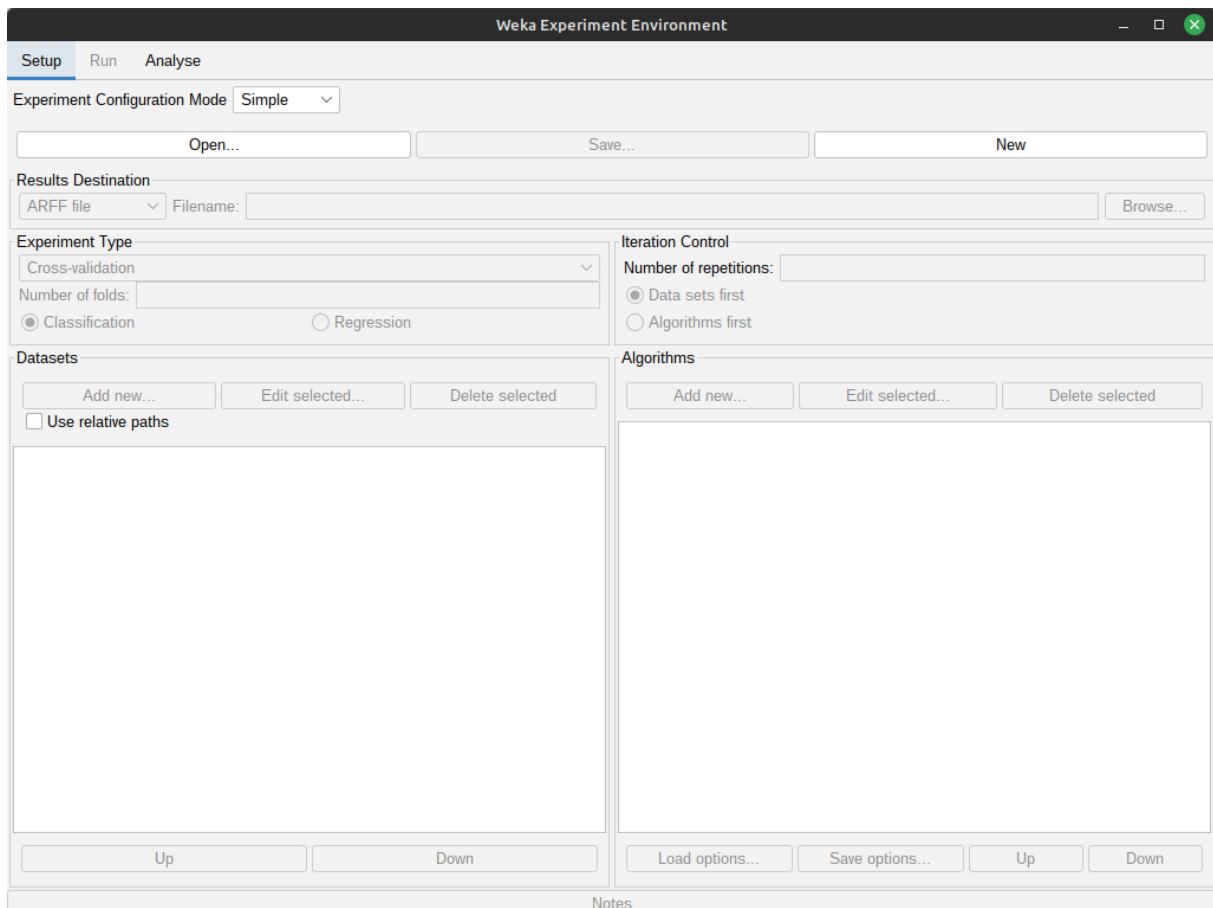 Weka Experiment Environment
Setup Run Analyse
Experiment Configuration Mode Simple
Open... Save... New
Results Destination
ARFF file Filename: Browse...
Experiment Type
Cross-validation
Number of folds:
Classification Regression
Iteration Control
Number of repetitions:
Data sets first
Algorithms first
Datasets
Add new... Edit selected... Delete selected
Use relative paths
Up Down
Algorithms
Add new... Edit selected... Delete selected
Load options... Save options... Up Down
Notes